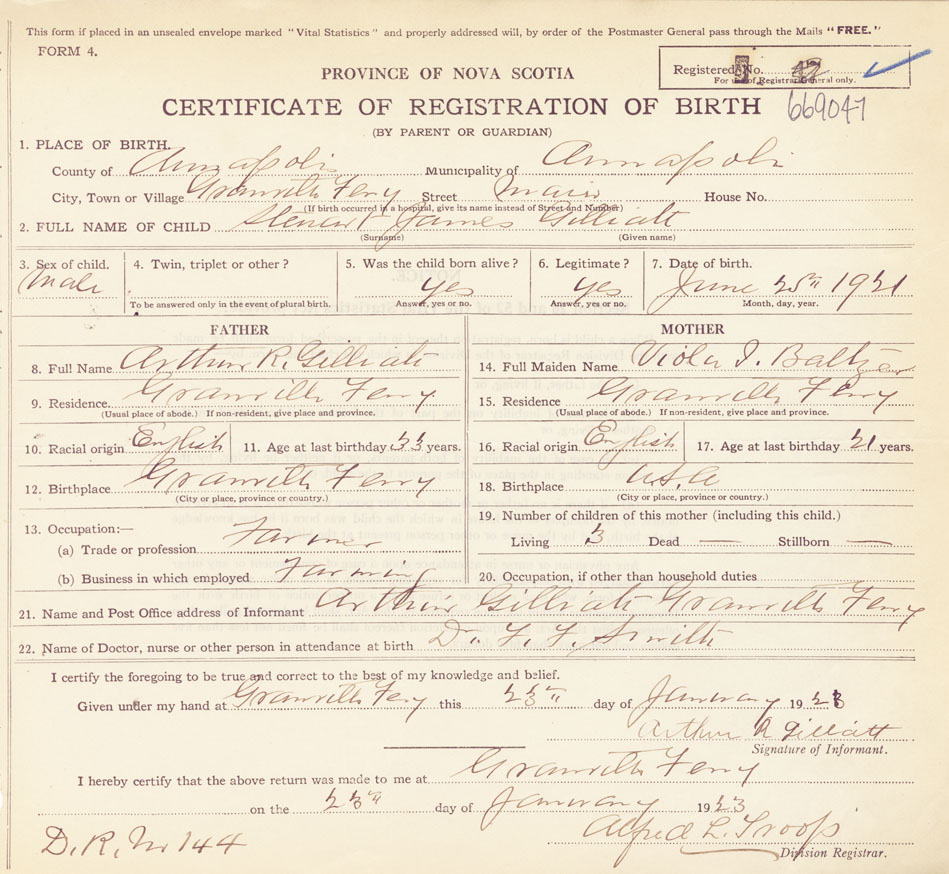 This form if placed in an unsealed envelope marked "Vital Statistics" and properly addressed will, by order of the Postmaster General pass through the Mails "FREE."
FORM 4.
Registered No. 47
For use of Registrar General only.
PROVINCE OF NOVA SCOTIA
CERTIFICATE OF REGISTRATION OF BIRTH 669047
(BY PARENT OR GUARDIAN)
1. PLACE OF BIRTH.
County of Annapolis Municipality of Annapolis
City, Town or Village Granville Ferry Street Main House No.
(If birth occurred in a hospital, give its name instead of Street and Number)
2. FULL NAME OF CHILD James Gilliatt
(Surname) (Given name)
3. Sex of child. 4. Twin, triplet or other? 5. Was the child born alive? 6. Legitimate? 7. Date of birth.
Male yes yes June 25th 1921
To be answered only in the event of plural birth. Answer, yes or no. Answer, yes or no. Month, day, year.
FATHER MOTHER
8. Full Name Arthur R. Gilliatt 14. Full Maiden Name Viola I. Baltzer
9. Residence Granville Ferry 15. Residence Granville Ferry
(Usual place of abode.) If non-resident, give place and province. (Usual place of abode.) If non-resident, give place and province.
10. Racial origin English 11. Age at last birthday 33 years. 16. Racial origin English 17. Age at last birthday 21 years.
12. Birthplace Granville Ferry 18. Birthplace U.S.A
(City or place, province or country.) (City or place, province or country.)
13. Occupation:— 19. Number of children of this mother (including this child.)
(a) Trade or profession Farmer Living 3 Dead — Stillborn —
(b) Business in which employed Farming 20. Occupation, if other than household duties
21. Name and Post Office address of Informant Arthur Gilliatt Granville Ferry
22. Name of Doctor, nurse or other person in attendance at birth Dr. F. F. Smith
I certify the foregoing to be true and correct to the best of my knowledge and belief.
Given under my hand at Granville Ferry this 23rd day of January 1923
Arthur R Gilliatt
Signature of Informant.
I hereby certify that the above return was made to me at Granville Ferry
on the 23rd day of January 1923
Alfred L. Troop
D.R. No 144 Division Registrar.